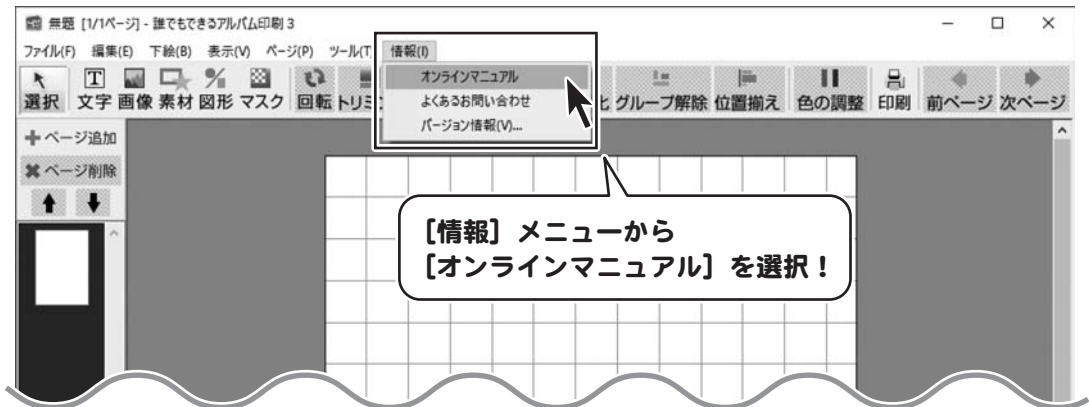 無題 [1/1ページ] - 誰でもできるアルバム印刷 3
ファイル(F) 編集(E) 下絵(B) 表示(V) ページ(P) ツール(T) 情報(I)
オンラインマニュアル
よくあるお問い合わせ
バージョン情報(V)...
選択 文字 画像 素材 図形 マスク 回転 トリミ と グループ解除 位置揃え 色の調整 印刷 前ページ 次ページ
ページ追加
ページ削除
[情報] メニューから
[オンラインマニュアル] を選択！